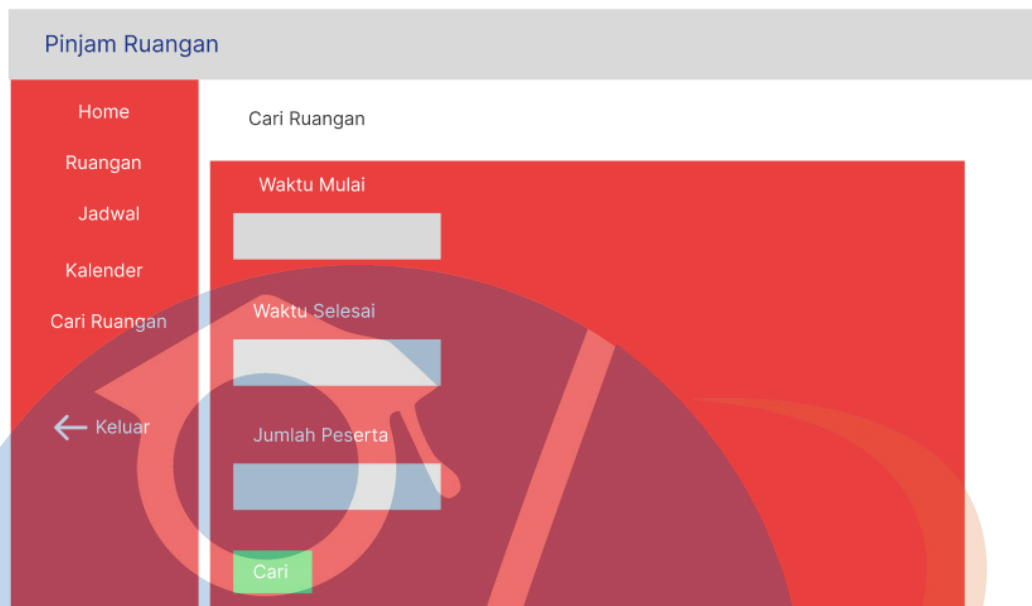 Pinjam Ruangan
Home
Ruangan
Jadwal
Kalender
Cari Ruangan
Keluar
Cari Ruangan
Waktu Mulai
Waktu Selesai
Jumlah Peserta
Cari